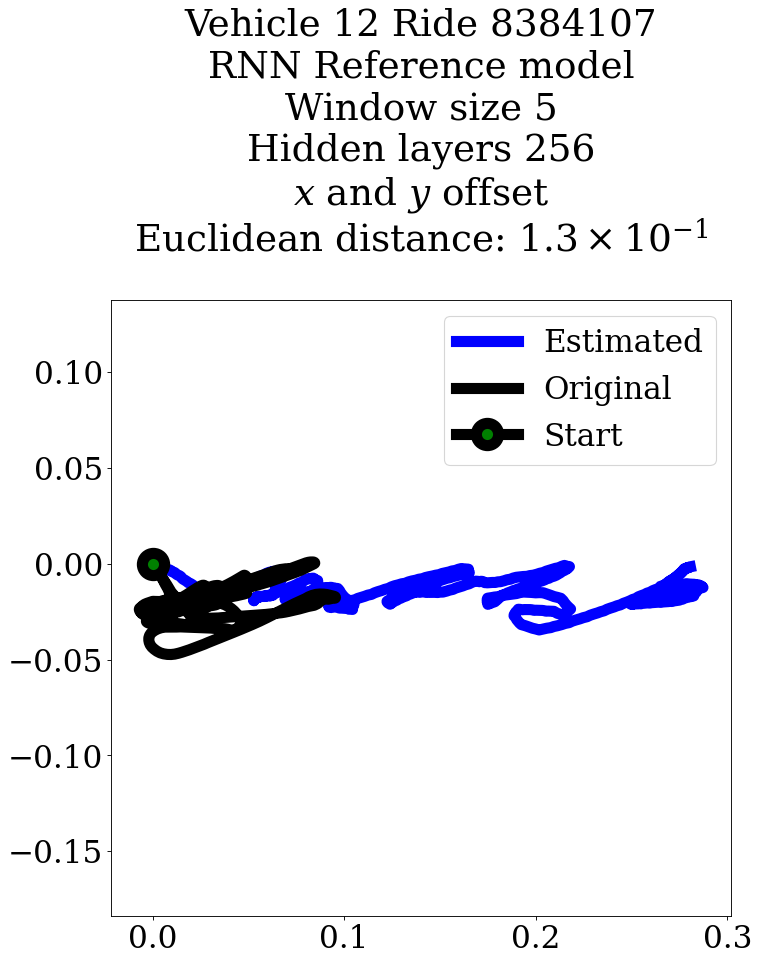 Vehicle 12 Ride 8384107
RNN Reference model
Window size 5
Hidden layers 256
x and y offset
Euclidean distance: 1.3 × 10⁻¹
Estimated
Original
Start
0.10
0.05
0.00
−0.05
−0.10
−0.15
0.0 0.1 0.2 0.3